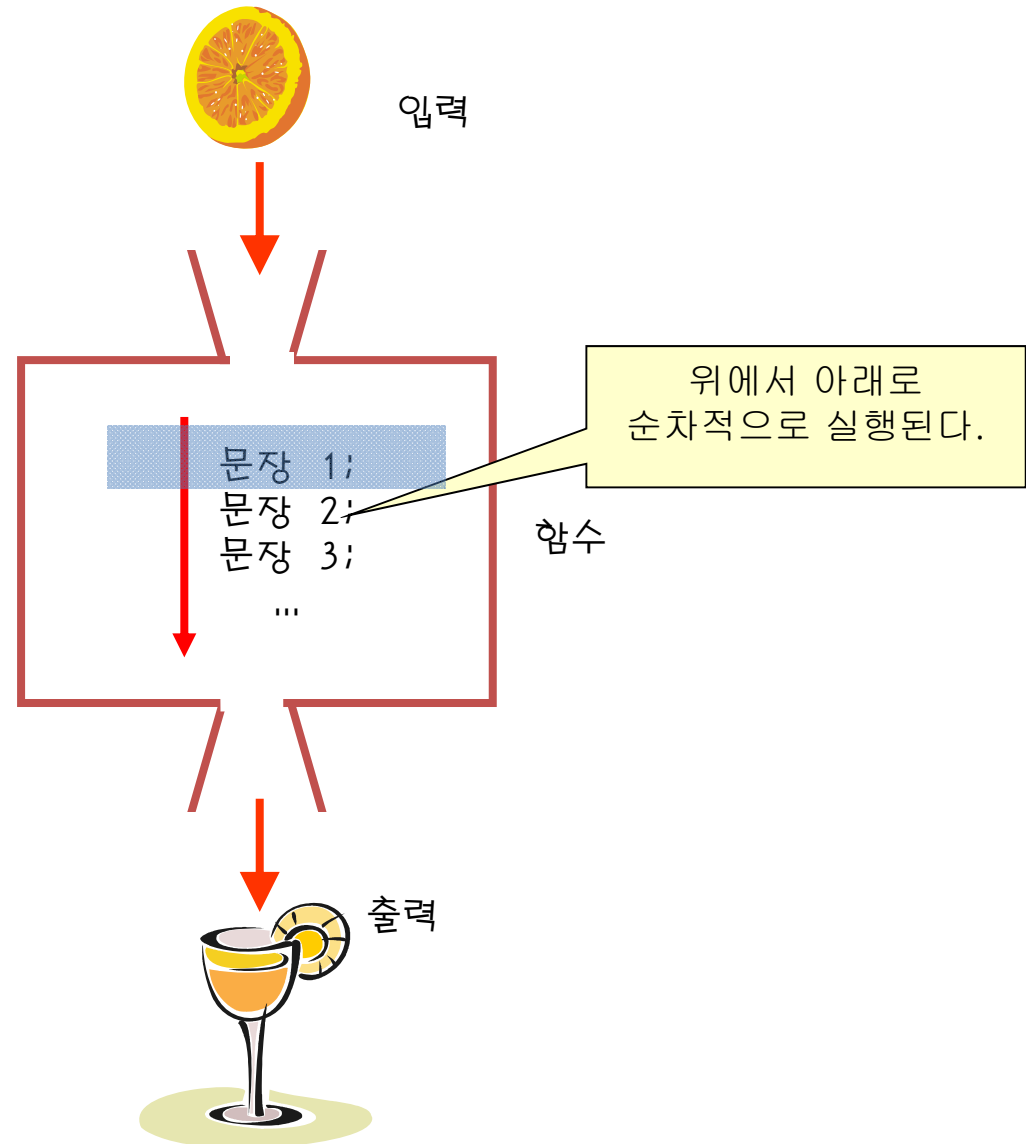 입력
위에서 아래로
순차적으로 실행된다.
문장 1;
문장 2;
문장 3;
...
함수
출력